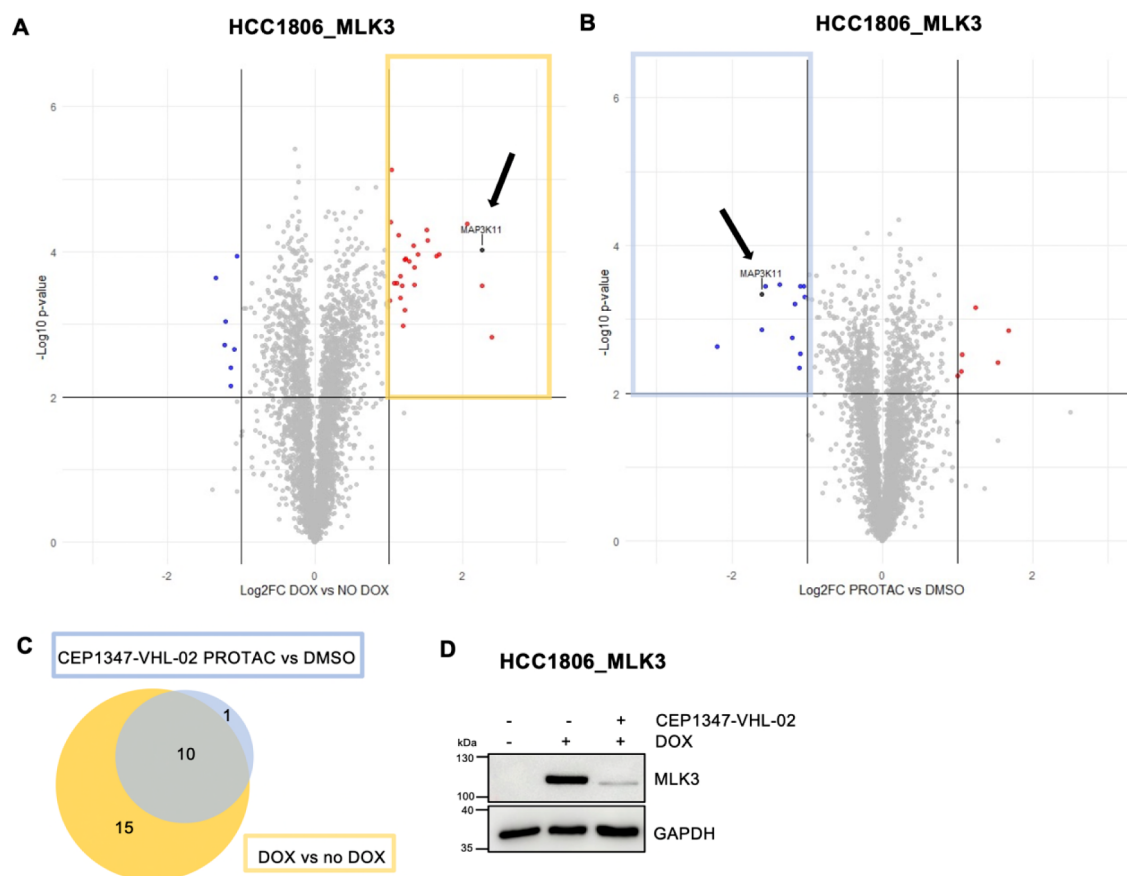 A
HCC1806_MLK3
6
4
2
0
-Log10 p-value
MAP3K11
-2
0
2
Log2FC DOX vs NO DOX
B
HCC1806_MLK3
6
4
2
0
-Log10 p-value
MAP3K11
-2
0
2
Log2FC PROTAC vs DMSO
C
CEP1347-VHL-02 PROTAC vs DMSO
1
10
15
DOX vs no DOX
D
HCC1806_MLK3
- - + CEP1347-VHL-02
kDa - + + DOX
130
MLK3
100
40
GAPDH
35